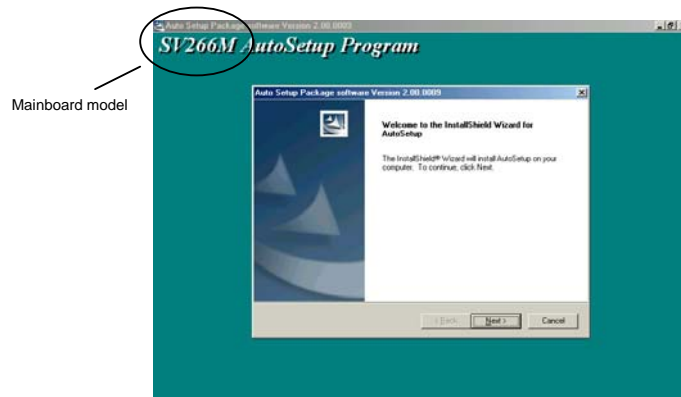 Auto Setup Package software Version 2.00.0009
SV266M AutoSetup Program
Mainboard model
Auto Setup Package software Version 2.00.0009
Welcome to the InstallShield Wizard for
AutoSetup
The InstallShield® Wizard will install AutoSetup on your
computer. To continue, click Next.
< Back Next > Cancel